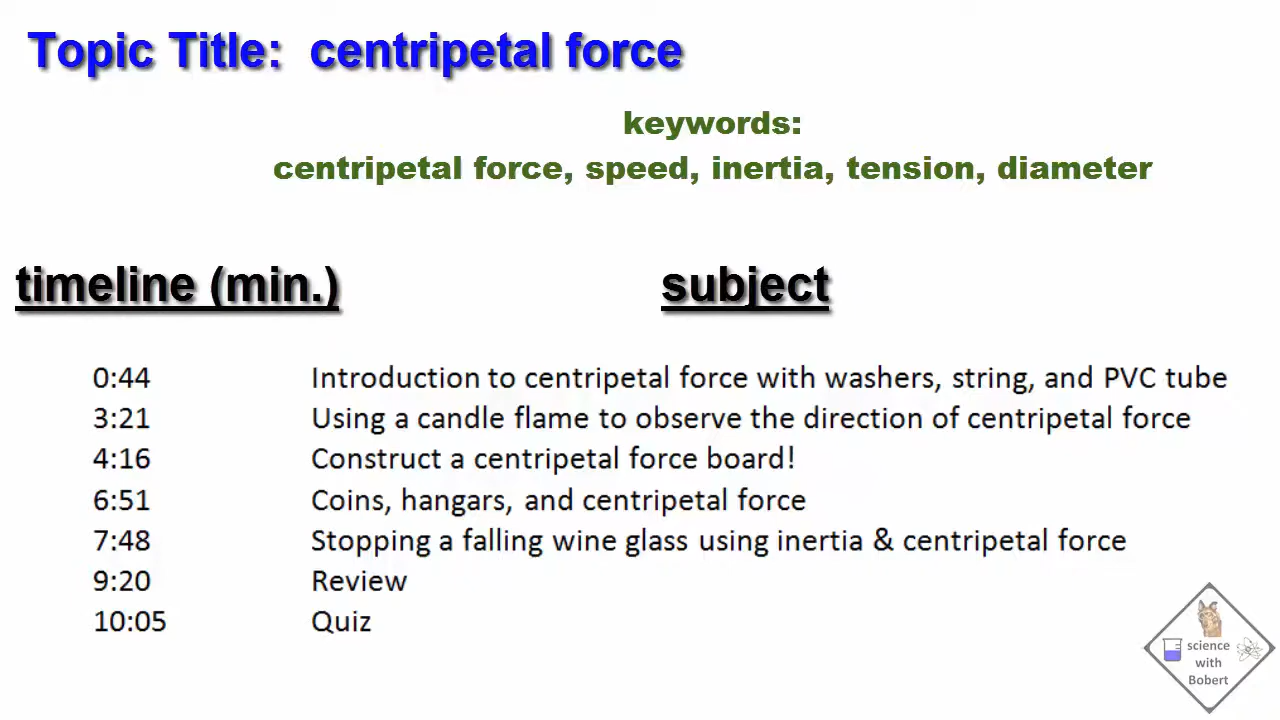 Topic Title: centripetal force
keywords:
centripetal force, speed, inertia, tension, diameter
timeline (min.) subject
0:44 Introduction to centripetal force with washers, string, and PVC tube
3:21 Using a candle flame to observe the direction of centripetal force
4:16 Construct a centripetal force board!
6:51 Coins, hangars, and centripetal force
7:48 Stopping a falling wine glass using inertia & centripetal force
9:20 Review
10:05 Quiz
science
with
Bobert